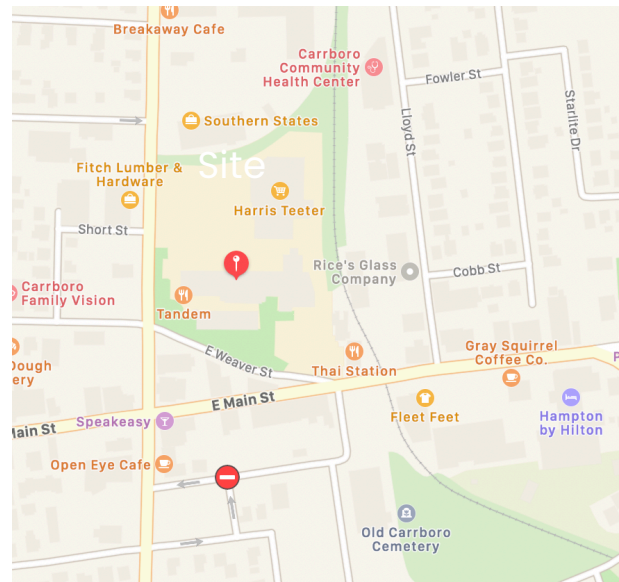 Breakaway Cafe
Carrboro
Community
Health Center
Fowler St
Starlite Dr
Lloyd St
Southern States
Site
Fitch Lumber &
Hardware
Harris Teeter
Short St
Rice's Glass
Company
Cobb St
Carrboro
Family Vision
Tandem
E Weaver St
Thai Station
Gray Squirrel
Coffee Co.
Dough
ery
E Main St
Main St
Speakeasy
Fleet Feet
Hampton
by Hilton
Open Eye Cafe
Old Carrboro
Cemetery